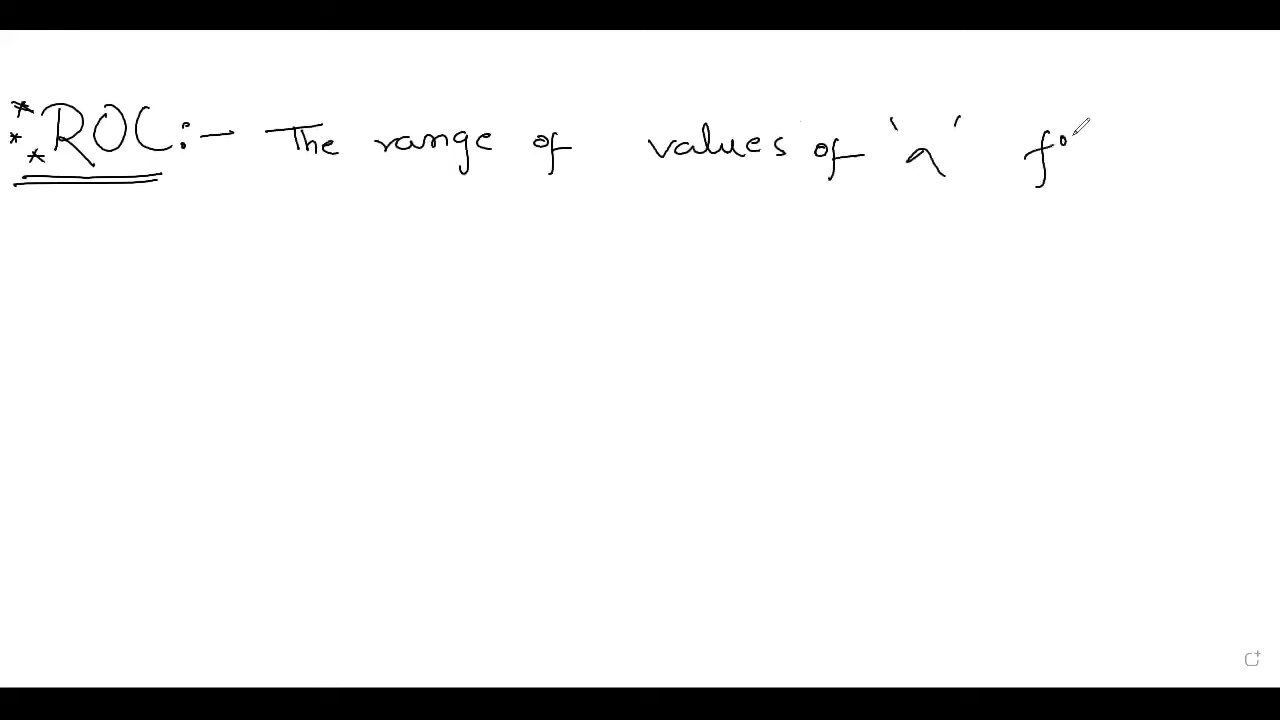 *** ROC :- The range of values of 'a' fo